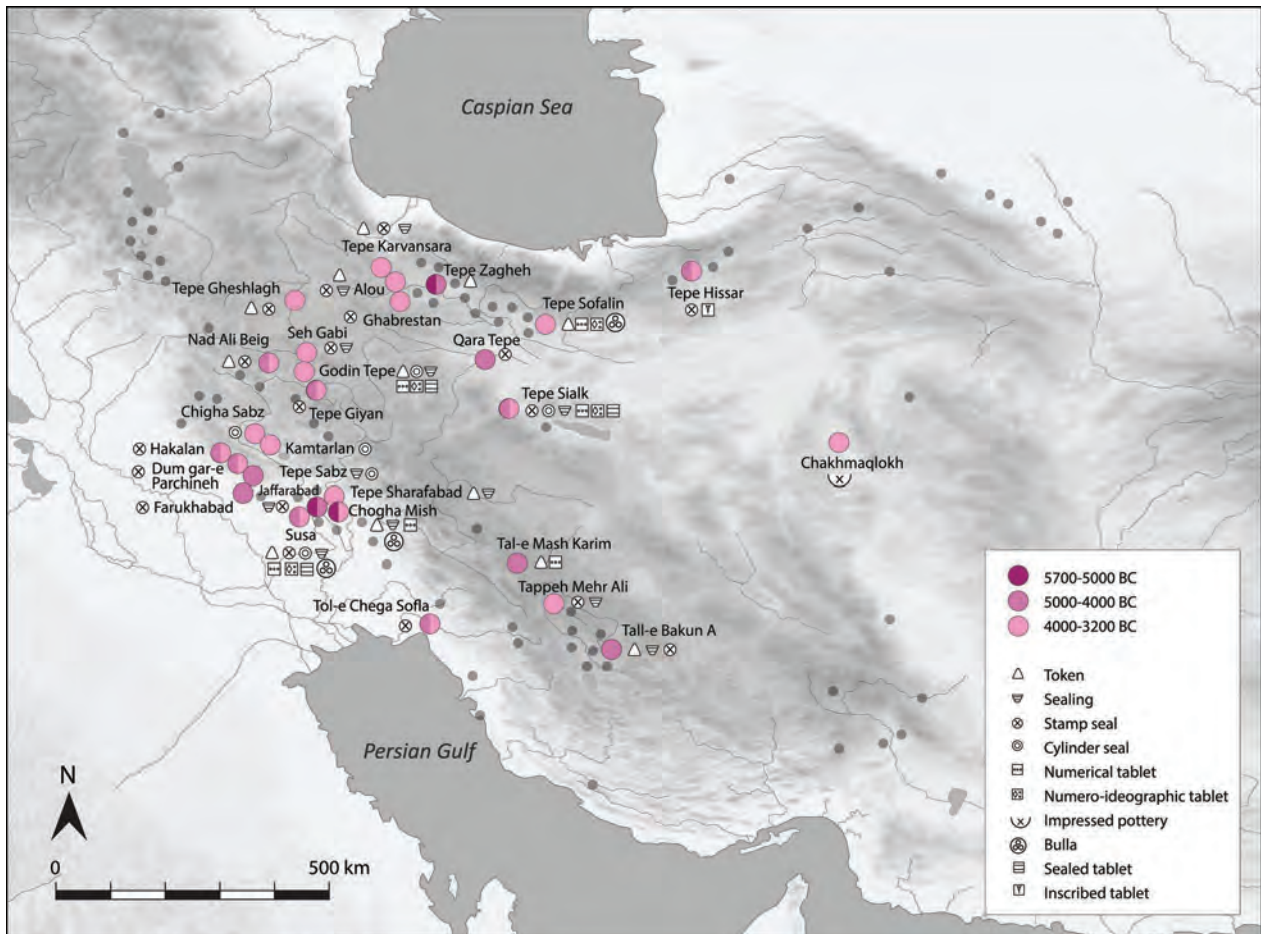 Caspian Sea
Tepe Karvansara
Tepe Zagheh
Tepe Gheshlagh
Alou
Ghabrestan
Tepe Hissar
Tepe Sofalin
Nad Ali Beig
Seh Gabi
Qara Tepe
Godin Tepe
Tepe Sialk
Tepe Giyan
Chigha Sabz
Hakalan
Kamtarlan
Chakhmaqlokh
Dum gar-e
Parchineh
Tepe Sabz
Jaffarabad
Tepe Sharafabad
Farukhabad
Chogha Mish
Susa
Tal-e Mash Karim
Tappeh Mehr Ali
Tol-e Chega Sofla
Tall-e Bakun A
Persian Gulf
N
0
500 km
5700-5000 BC
5000-4000 BC
4000-3200 BC
Token
Sealing
Stamp seal
Cylinder seal
Numerical tablet
Numero-ideographic tablet
Impressed pottery
Bulla
Sealed tablet
Inscribed tablet